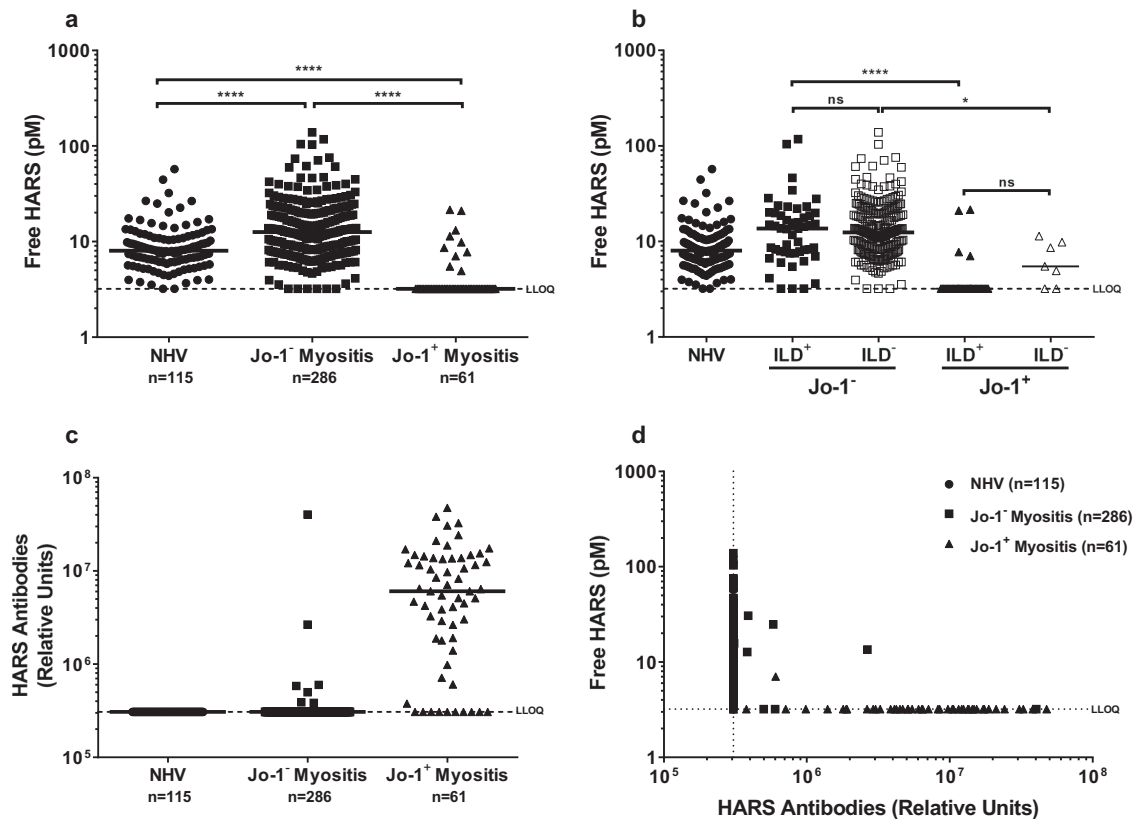 a
Free HARS (pM)
1000
100
10
1
****
****
****
LLOQ
NHV
n=115
Jo-1⁻ Myositis
n=286
Jo-1⁺ Myositis
n=61
b
Free HARS (pM)
1000
100
10
1
****
ns
*
ns
LLOQ
NHV
ILD⁺
ILD⁻
ILD⁺
ILD⁻
Jo-1⁻
Jo-1⁺
c
HARS Antibodies
(Relative Units)
10⁸
10⁷
10⁶
10⁵
LLOQ
NHV
n=115
Jo-1⁻ Myositis
n=286
Jo-1⁺ Myositis
n=61
d
Free HARS (pM)
1000
100
10
1
NHV (n=115)
Jo-1⁻ Myositis (n=286)
Jo-1⁺ Myositis (n=61)
LLOQ
10⁵
10⁶
10⁷
10⁸
HARS Antibodies (Relative Units)